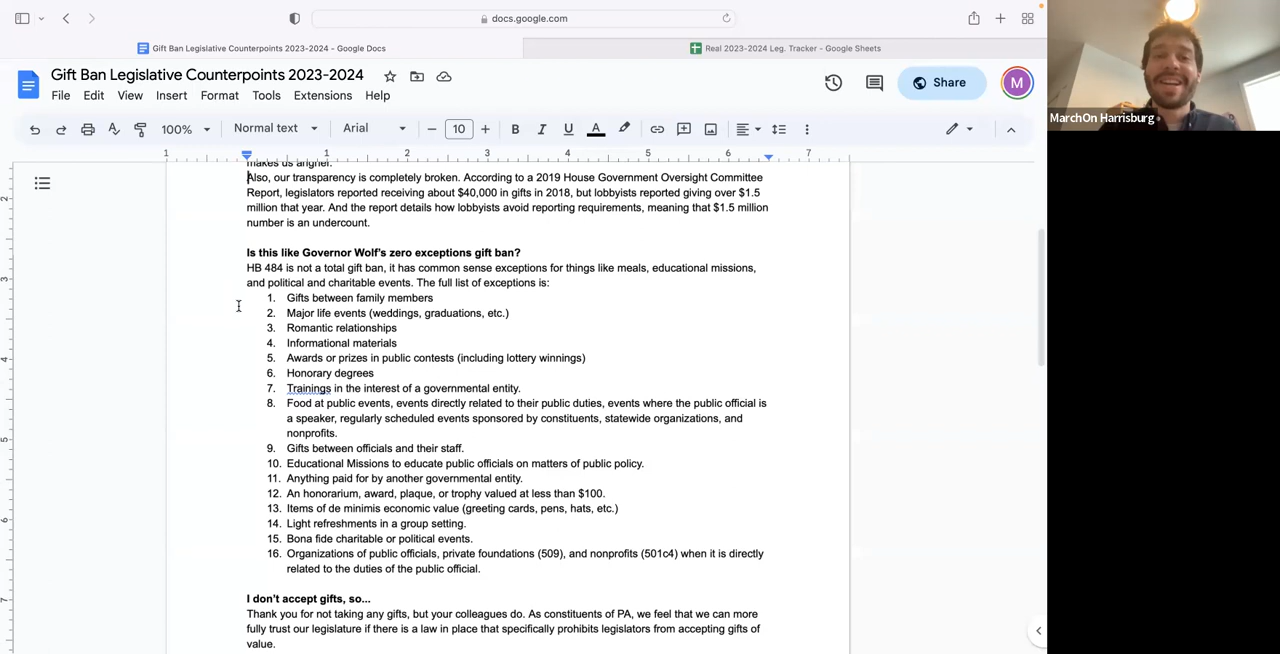 docs.google.com
Gift Ban Legislative Counterpoints 2023-2024 - Google Docs
Real 2023-2024 Leg. Tracker - Google Sheets
Gift Ban Legislative Counterpoints 2023-2024
File Edit View Insert Format Tools Extensions Help
Share
M
100%
Normal text
Arial
10
B I U A
1 1 2 3 4 5 6 7
makes us angrier.
Also, our transparency is completely broken. According to a 2019 House Government Oversight Committee
Report, legislators reported receiving about $40,000 in gifts in 2018, but lobbyists reported giving over $1.5
million that year. And the report details how lobbyists avoid reporting requirements, meaning that $1.5 million
number is an undercount.
Is this like Governor Wolf's zero exceptions gift ban?
HB 484 is not a total gift ban, it has common sense exceptions for things like meals, educational missions,
and political and charitable events. The full list of exceptions is:
1. Gifts between family members
2. Major life events (weddings, graduations, etc.)
3. Romantic relationships
4. Informational materials
5. Awards or prizes in public contests (including lottery winnings)
6. Honorary degrees
7. Trainings in the interest of a governmental entity.
8. Food at public events, events directly related to their public duties, events where the public official is
a speaker, regularly scheduled events sponsored by constituents, statewide organizations, and
nonprofits.
9. Gifts between officials and their staff.
10. Educational Missions to educate public officials on matters of public policy.
11. Anything paid for by another governmental entity.
12. An honorarium, award, plaque, or trophy valued at less than $100.
13. Items of de minimis economic value (greeting cards, pens, hats, etc.)
14. Light refreshments in a group setting.
15. Bona fide charitable or political events.
16. Organizations of public officials, private foundations (509), and nonprofits (501c4) when it is directly
related to the duties of the public official.
I don't accept gifts, so...
Thank you for not taking any gifts, but your colleagues do. As constituents of PA, we feel that we can more
fully trust our legislature if there is a law in place that specifically prohibits legislators from accepting gifts of
value.
2
3
4
5
6
7
MarchOn Harrisburg